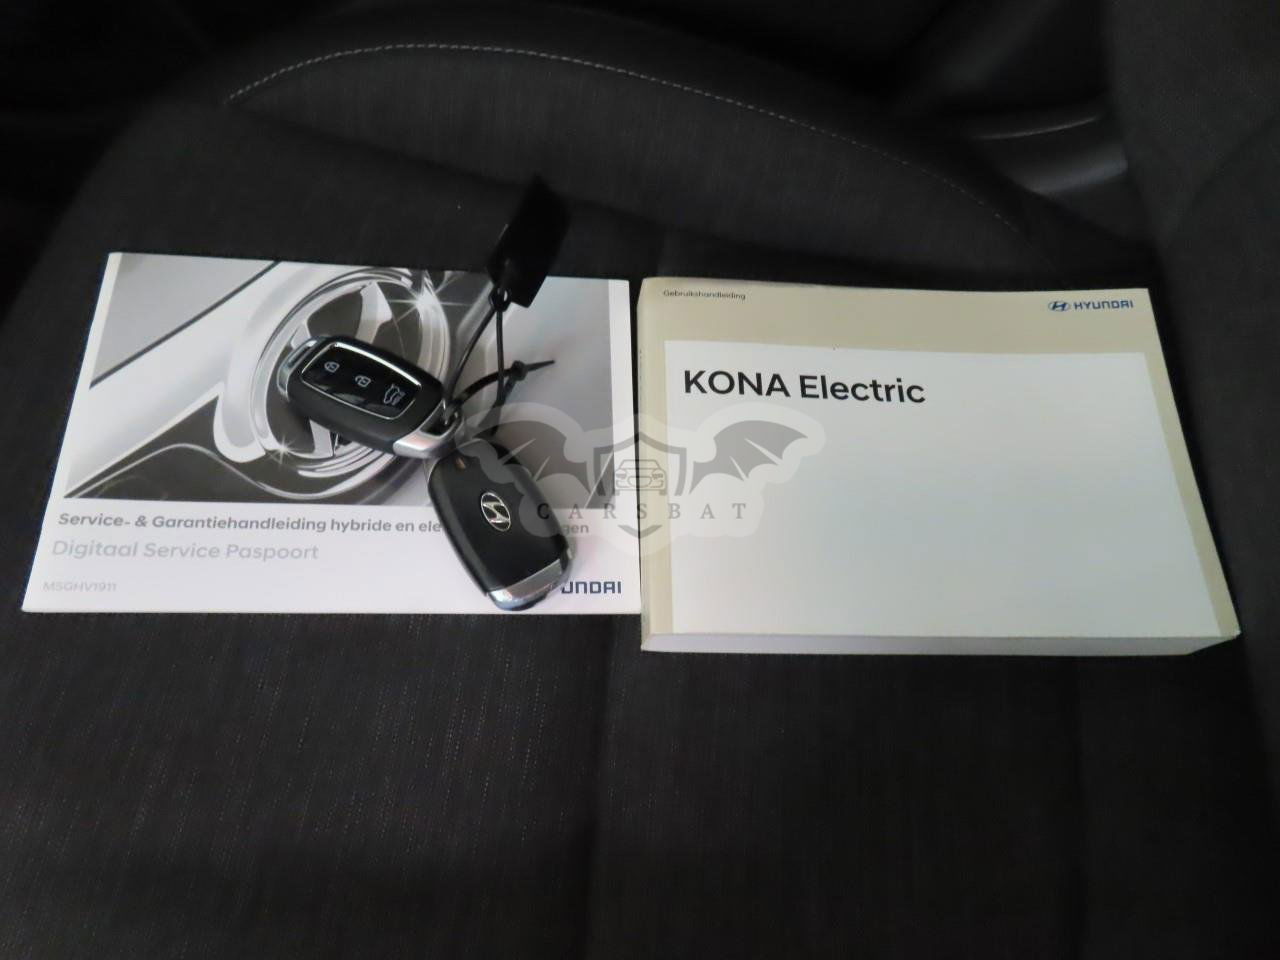 Gebruikshandleiding
HYUNDAI
KONA Electric
CARSBAT
Service- & Garantiehandleiding hybride en ele
gen
Digitaal Service Paspoort
MSGHV1911
UNDAI